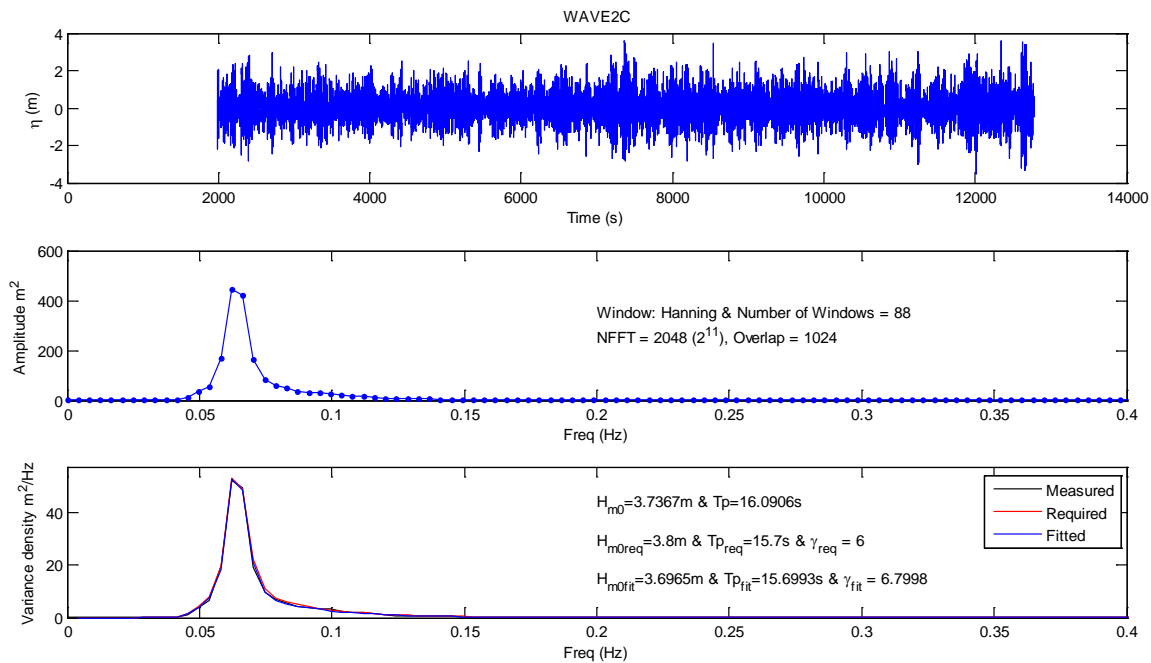 WAVE2C
4
2
0
-2
-4
η (m)
0 2000 4000 6000 8000 10000 12000 14000
Time (s)
600
400
200
0
Amplitude m²
Window: Hanning & Number of Windows = 88
NFFT = 2048 (2¹¹), Overlap = 1024
0 0.05 0.1 0.15 0.2 0.25 0.3 0.35 0.4
Freq (Hz)
40
20
0
Variance density m²/Hz
Hm0=3.7367m & Tp=16.0906s
Hm0req=3.8m & Tpreq=15.7s & γreq = 6
Hm0fit=3.6965m & Tpfit=15.6993s & γfit = 6.7998
Measured
Required
Fitted
0 0.05 0.1 0.15 0.2 0.25 0.3 0.35 0.4
Freq (Hz)